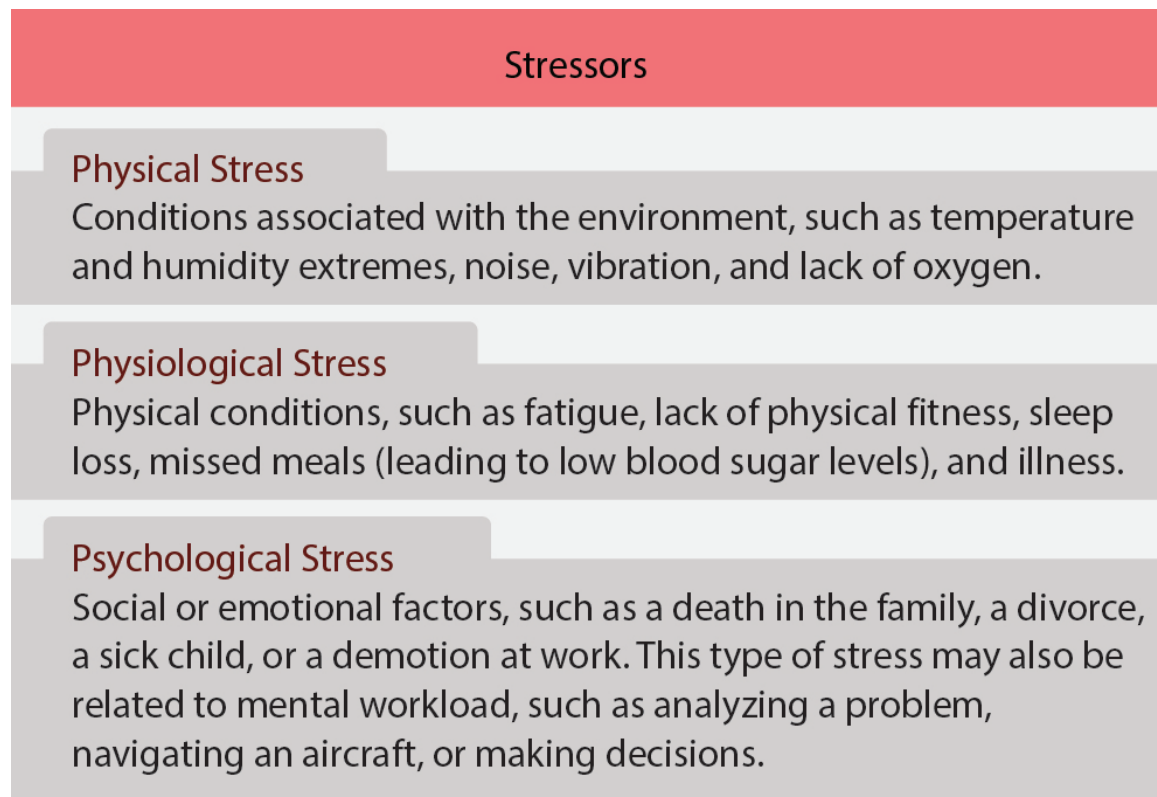 Stressors
Physical Stress
Conditions associated with the environment, such as temperature
and humidity extremes, noise, vibration, and lack of oxygen.
Physiological Stress
Physical conditions, such as fatigue, lack of physical fitness, sleep
loss, missed meals (leading to low blood sugar levels), and illness.
Psychological Stress
Social or emotional factors, such as a death in the family, a divorce,
a sick child, or a demotion at work. This type of stress may also be
related to mental workload, such as analyzing a problem,
navigating an aircraft, or making decisions.